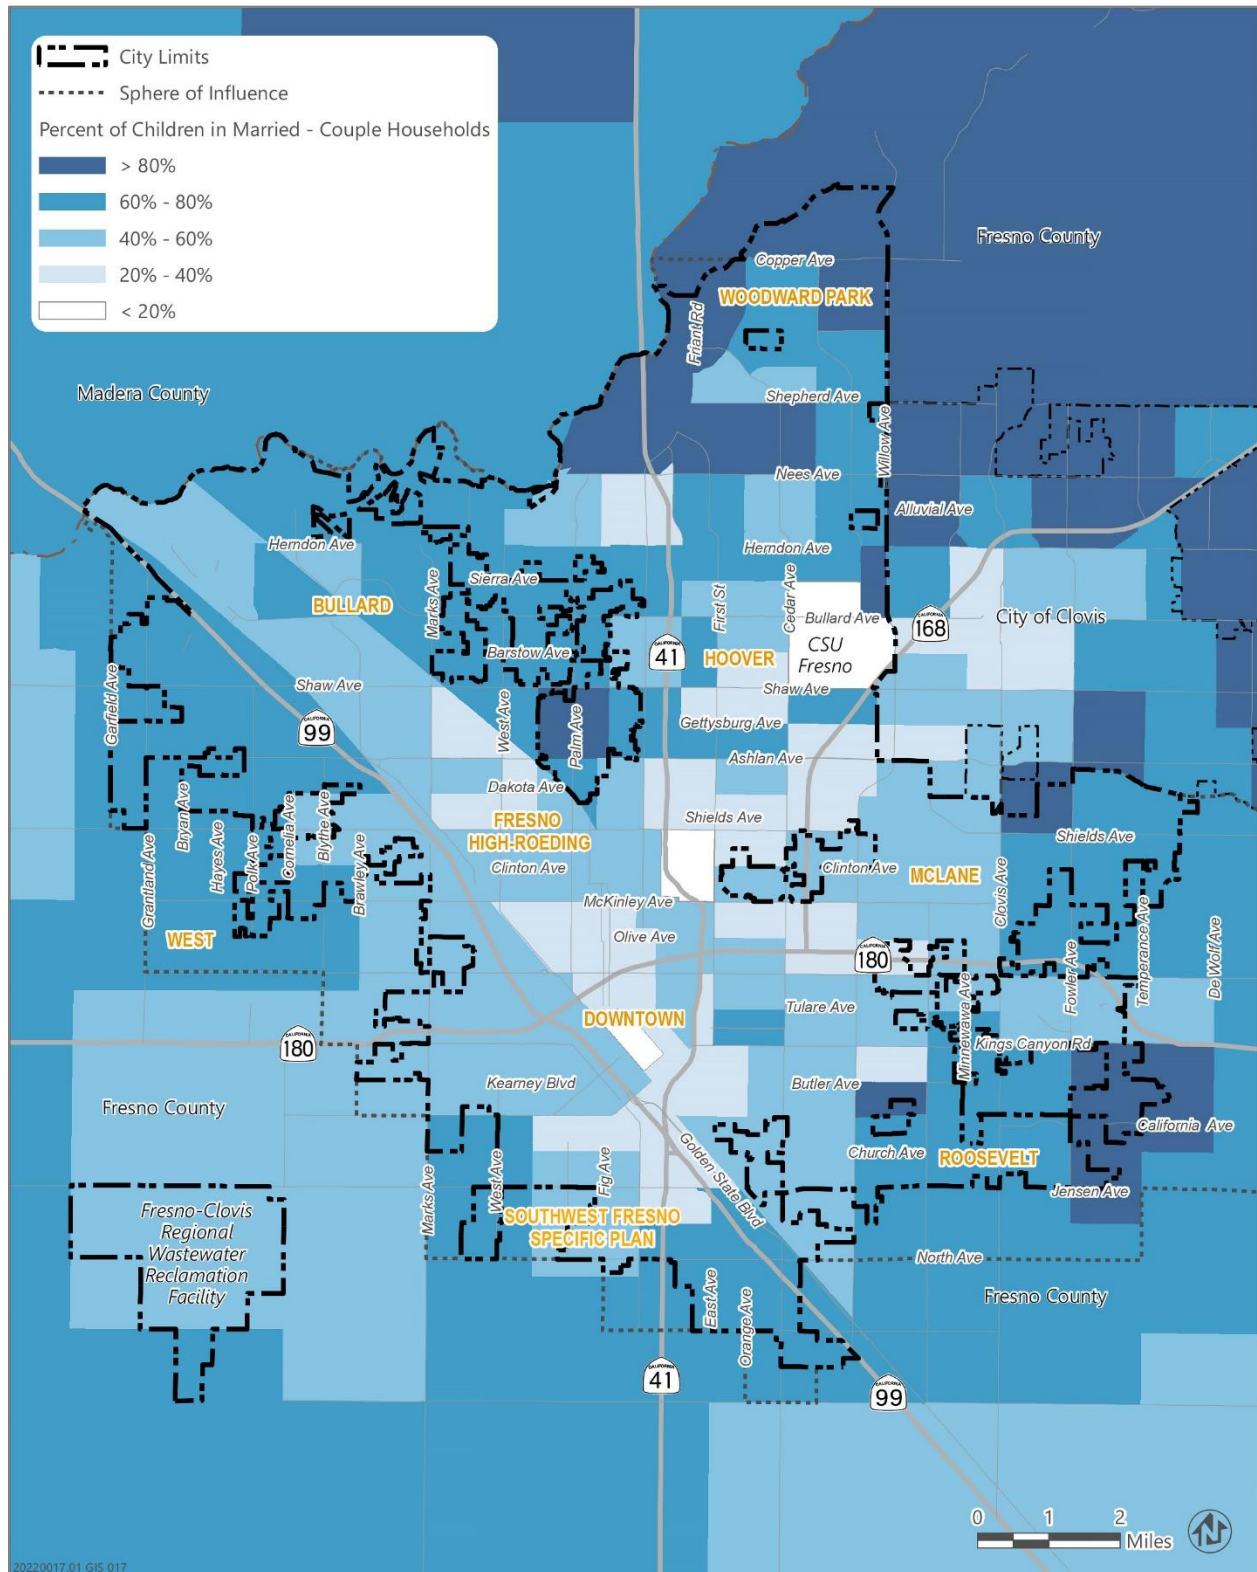 City Limits
Sphere of Influence
Percent of Children in Married - Couple Households
> 80%
60% - 80%
40% - 60%
20% - 40%
< 20%
Fresno County
Copper Ave
WOODWARD PARK
Friant Rd
Madera County
Shepherd Ave
Willow Ave
Nees Ave
Alluvial Ave
Herndon Ave
Herndon Ave
Sierra Ave
BULLARD
Marks Ave
First St
Cedar Ave
Bullard Ave
CALIFORNIA
168
City of Clovis
Barstow Ave
CALIFORNIA
41
HOOVER
CSU
Fresno
Garfield Ave
Shaw Ave
Shaw Ave
CALIFORNIA
99
West Ave
Palm Ave
Gettysburg Ave
Ashlan Ave
Dakota Ave
Bryan Ave
Grantland Ave
Hayes Ave
Polk Ave
Cornelia Ave
Blythe Ave
Brawley Ave
FRESNO
HIGH-ROEDING
Shields Ave
Shields Ave
Clinton Ave
Clinton Ave
MCLANE
Clovis Ave
McKinley Ave
WEST
Olive Ave
CALIFORNIA
180
Fowler Ave
Temperance Ave
De Wolf Ave
DOWNTOWN
Tulare Ave
Minnewawa Ave
Kings Canyon Rd
CALIFORNIA
180
Kearney Blvd
Butler Ave
Fresno County
California Ave
Golden State Blvd
Church Ave
ROOSEVELT
Marks Ave
West Ave
Fig Ave
Jensen Ave
SOUTHWEST FRESNO
SPECIFIC PLAN
Fresno-Clovis
Regional
Wastewater
Reclamation
Facility
North Ave
Fresno County
East Ave
Orange Ave
CALIFORNIA
41
CALIFORNIA
99
0 1 2
Miles
N
20220017.01 GIS 017